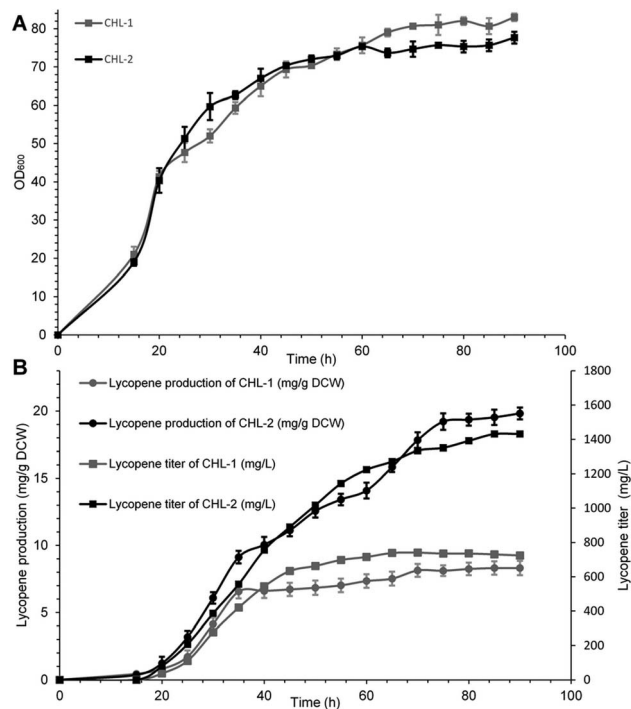 A
CHL-1
CHL-2
OD600
90
80
70
60
50
40
30
20
10
0
0 20 40 60 80 100
Time (h)
B
Lycopene production of CHL-1 (mg/g DCW)
Lycopene production of CHL-2 (mg/g DCW)
Lycopene titer of CHL-1 (mg/L)
Lycopene titer of CHL-2 (mg/L)
Lycopene production (mg/g DCW)
20
15
10
5
0
1800
1600
1400
1200
1000
800
600
400
200
0
Lycopene titer (mg/L)
0 20 40 60 80 100
Time (h)